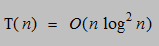 T(n) = O(n log² n)